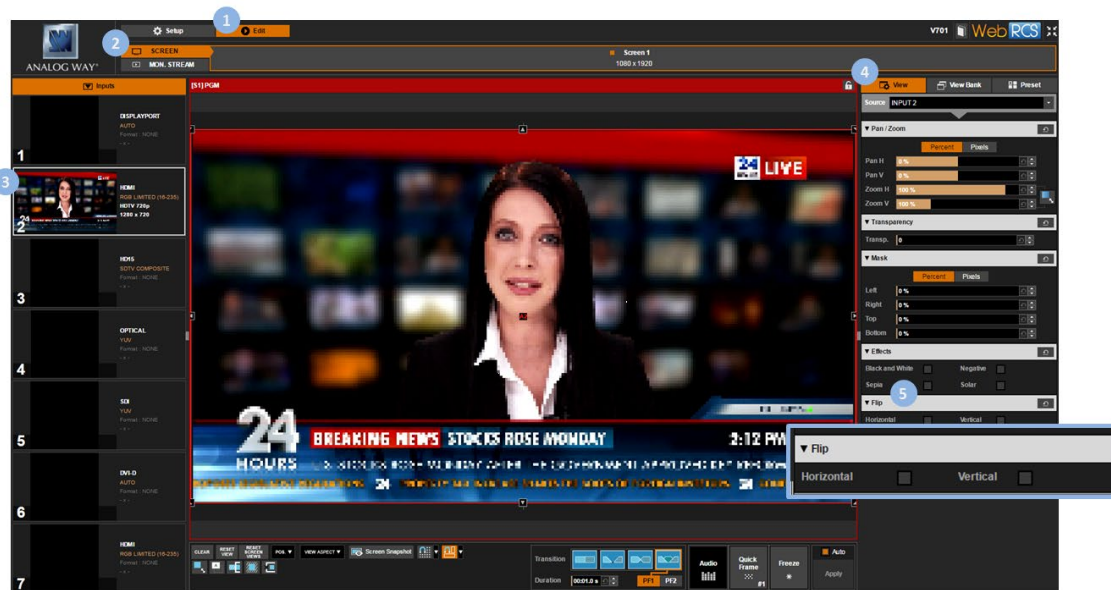 1
Setup
Edit
V701
Web RCS
2
SCREEN
MON. STREAM
Screen 1
1080 x 1920
ANALOG WAY®
Inputs
[S1] PGM
4
View
View Bank
Preset
Source INPUT 2
DISPLAYPORT
AUTO
Format : NONE
- x -
1
3
HDMI
RGB LIMITED (16-235)
HDTV 720p
1280 x 720
2
HD15
SDTV COMPOSITE
Format : NONE
- x -
3
OPTICAL
YUV
Format : NONE
- x -
4
SDI
YUV
Format : NONE
- x -
5
DVI-D
AUTO
Format : NONE
- x -
6
HDMI
RGB LIMITED (16-235)
Format : NONE
- x -
7
24 LIVE
24
HOURS
BREAKING NEWS STOCKS ROSE MONDAY
2:12 PM
Pan / Zoom
Percent Pixels
Pan H 0 %
Pan V 0 %
Zoom H 100 %
Zoom V 100 %
Transparency
Transp. 0
Mask
Percent Pixels
Left 0 %
Right 0 %
Top 0 %
Bottom 0 %
Effects
Black and White Negative
Sepia Solar
5
Flip
Horizontal Vertical
Flip
Horizontal Vertical
CLEAR
RESET VIEW
RESET SCREEN VIEWS
POS.
VIEW ASPECT
Screen Snapshot
Transition
Duration 00:01.0 s
PF1 PF2
Audio
Quick Frame
#1
Freeze
Auto
Apply